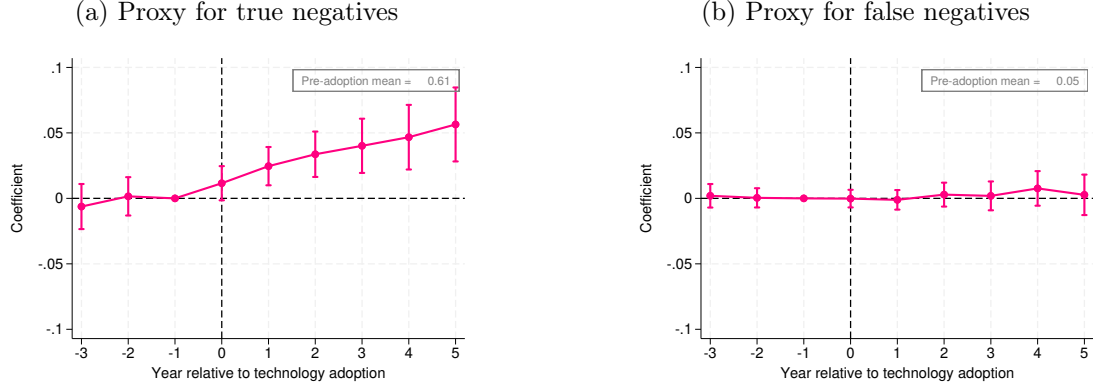 (a) Proxy for true negatives
Pre-adoption mean = 0.61
.1
.05
0
-.05
-.1
Coefficient
-3 -2 -1 0 1 2 3 4 5
Year relative to technology adoption
(b) Proxy for false negatives
Pre-adoption mean = 0.05
.1
.05
0
-.05
-.1
Coefficient
-3 -2 -1 0 1 2 3 4 5
Year relative to technology adoption